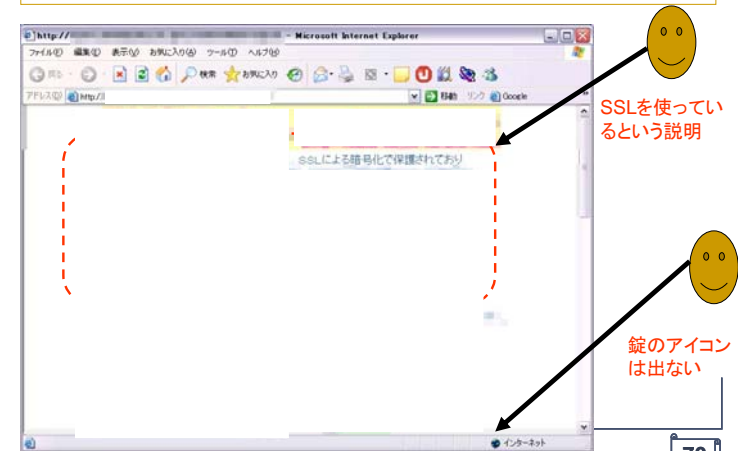 http://
- Microsoft Internet Explorer
ファイル(F) 編集(E) 表示(V) お気に入り(A) ツール(T) ヘルプ(H)
戻る 検索 お気に入り
アドレス(D) http:// 移動 リンク Google
SSLによる暗号化で保護されており
SSLを使ってい
るという説明
錠のアイコン
は出ない
インターネット